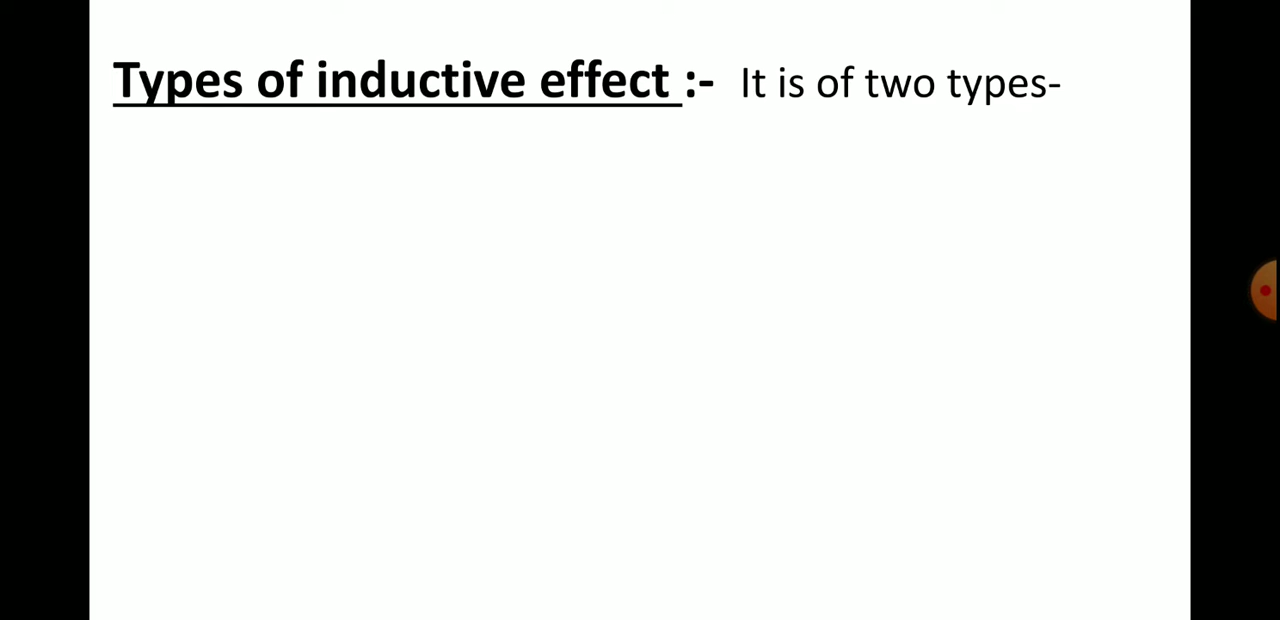 Types of inductive effect :- It is of two types-